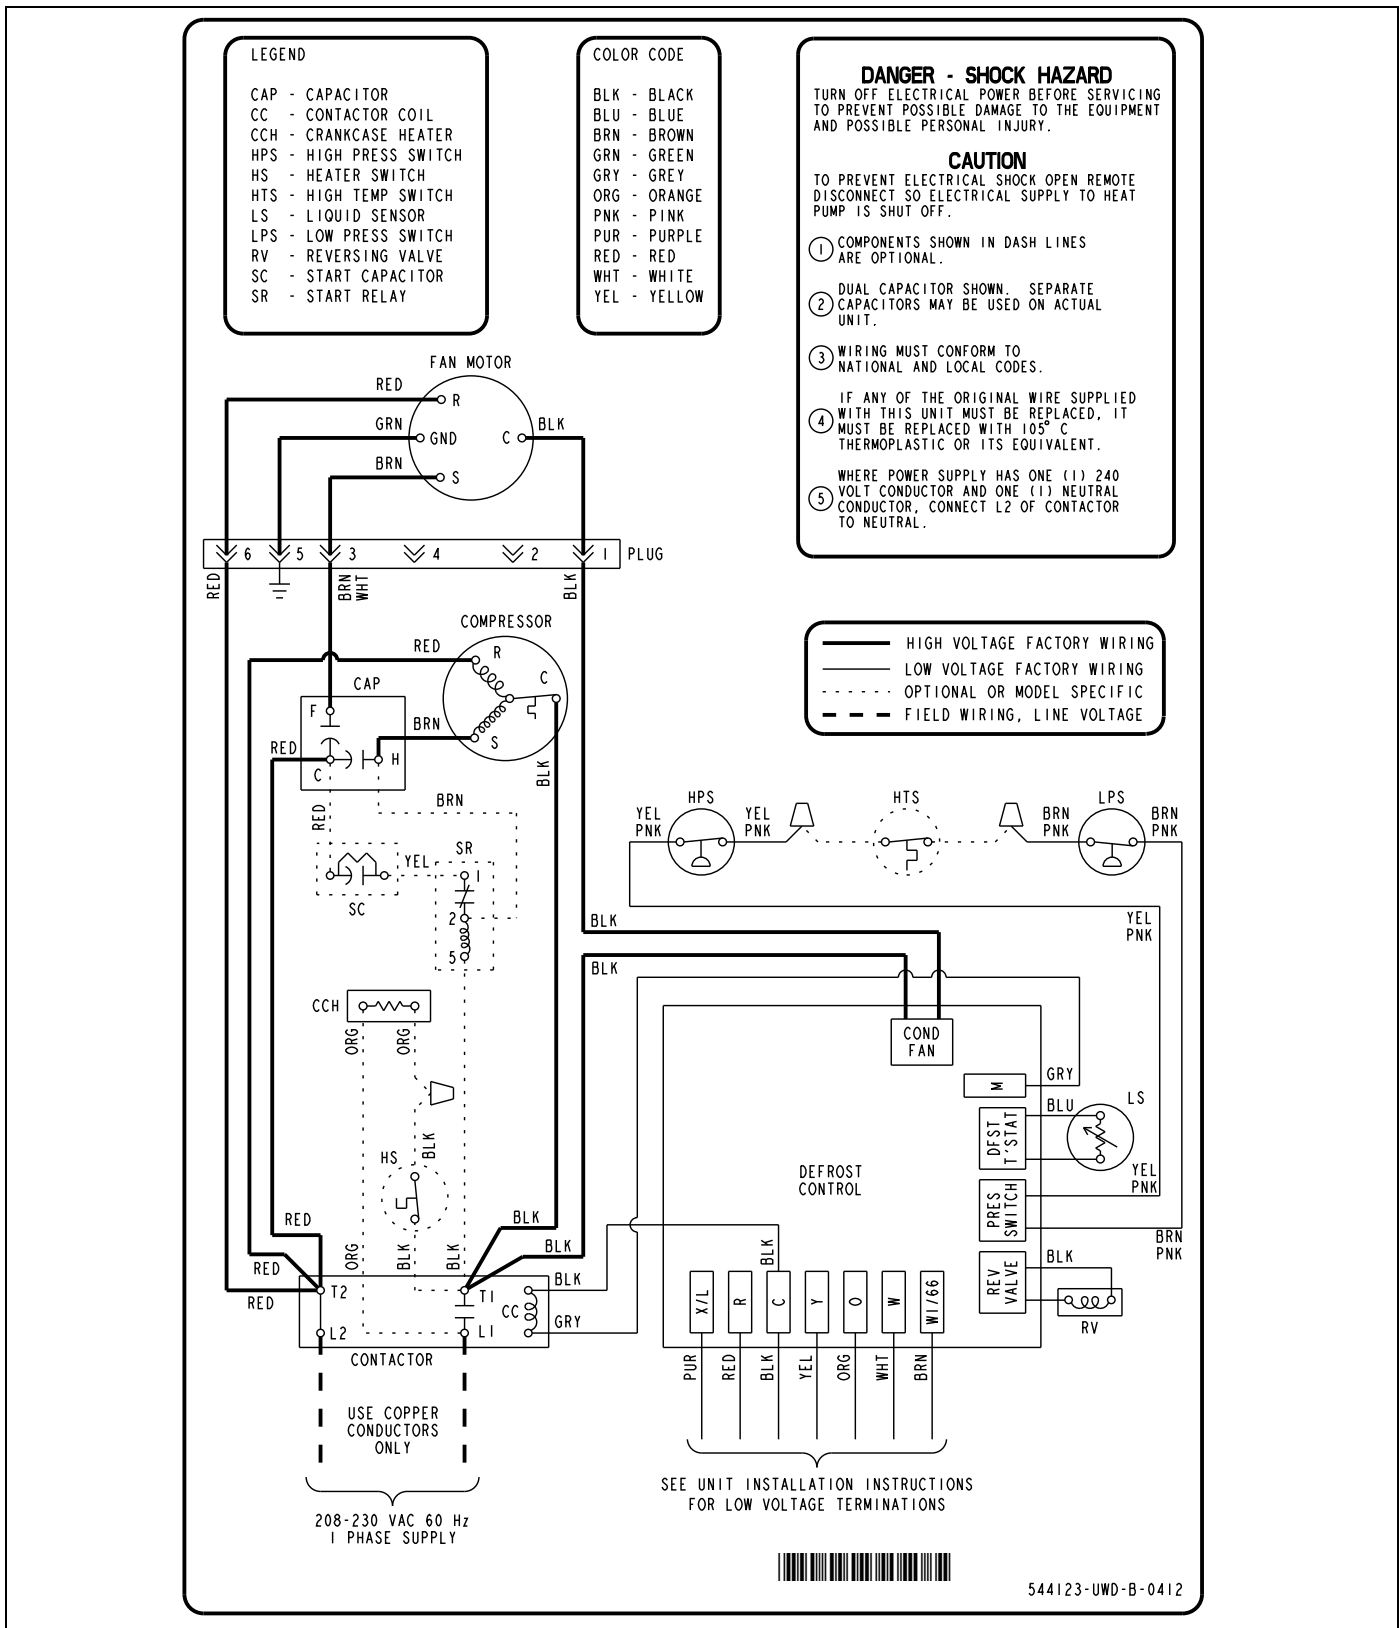 LEGEND
CAP - CAPACITOR
CC - CONTACTOR COIL
CCH - CRANKCASE HEATER
HPS - HIGH PRESS SWITCH
HS - HEATER SWITCH
HTS - HIGH TEMP SWITCH
LS - LIQUID SENSOR
LPS - LOW PRESS SWITCH
RV - REVERSING VALVE
SC - START CAPACITOR
SR - START RELAY
COLOR CODE
BLK - BLACK
BLU - BLUE
BRN - BROWN
GRN - GREEN
GRY - GREY
ORG - ORANGE
PNK - PINK
PUR - PURPLE
RED - RED
WHT - WHITE
YEL - YELLOW
DANGER - SHOCK HAZARD
TURN OFF ELECTRICAL POWER BEFORE SERVICING
TO PREVENT POSSIBLE DAMAGE TO THE EQUIPMENT
AND POSSIBLE PERSONAL INJURY.
CAUTION
TO PREVENT ELECTRICAL SHOCK OPEN REMOTE
DISCONNECT SO ELECTRICAL SUPPLY TO HEAT
PUMP IS SHUT OFF.
1 COMPONENTS SHOWN IN DASH LINES
ARE OPTIONAL.
2 DUAL CAPACITOR SHOWN. SEPARATE
CAPACITORS MAY BE USED ON ACTUAL
UNIT.
3 WIRING MUST CONFORM TO
NATIONAL AND LOCAL CODES.
4 IF ANY OF THE ORIGINAL WIRE SUPPLIED
WITH THIS UNIT MUST BE REPLACED, IT
MUST BE REPLACED WITH 105° C
THERMOPLASTIC OR ITS EQUIVALENT.
5 WHERE POWER SUPPLY HAS ONE (1) 240
VOLT CONDUCTOR AND ONE (1) NEUTRAL
CONDUCTOR, CONNECT L2 OF CONTACTOR
TO NEUTRAL.
FAN MOTOR
RED
R
GRN
GND
C
BLK
BRN
S
6
5
3
4
2
1
PLUG
RED
BRN
WHT
BLK
COMPRESSOR
RED
R
C
CAP
F
BRN
S
RED
C
H
BLK
RED
BRN
YEL
SR
1
SC
2
5
HIGH VOLTAGE FACTORY WIRING
LOW VOLTAGE FACTORY WIRING
OPTIONAL OR MODEL SPECIFIC
FIELD WIRING, LINE VOLTAGE
HPS
HTS
LPS
YEL
PNK
YEL
PNK
BRN
PNK
BRN
PNK
BLK
YEL
PNK
BLK
CCH
ORG
ORG
COND
FAN
M
GRY
BLU
LS
DFST
T'STAT
BLK
HS
DEFROST
CONTROL
YEL
PNK
PRES
SWITCH
BRN
PNK
RED
BLK
BLK
ORG
BLK
BLK
BLK
RED
RED
T2
T1
CC
BLK
GRY
L2
L1
CONTACTOR
REV
VALVE
BLK
RV
X/L
R
C
Y
O
W
W1/66
PUR
RED
BLK
YEL
ORG
WHT
BRN
USE COPPER
CONDUCTORS
ONLY
SEE UNIT INSTALLATION INSTRUCTIONS
FOR LOW VOLTAGE TERMINATIONS
208-230 VAC 60 Hz
1 PHASE SUPPLY
544123-UWD-B-0412